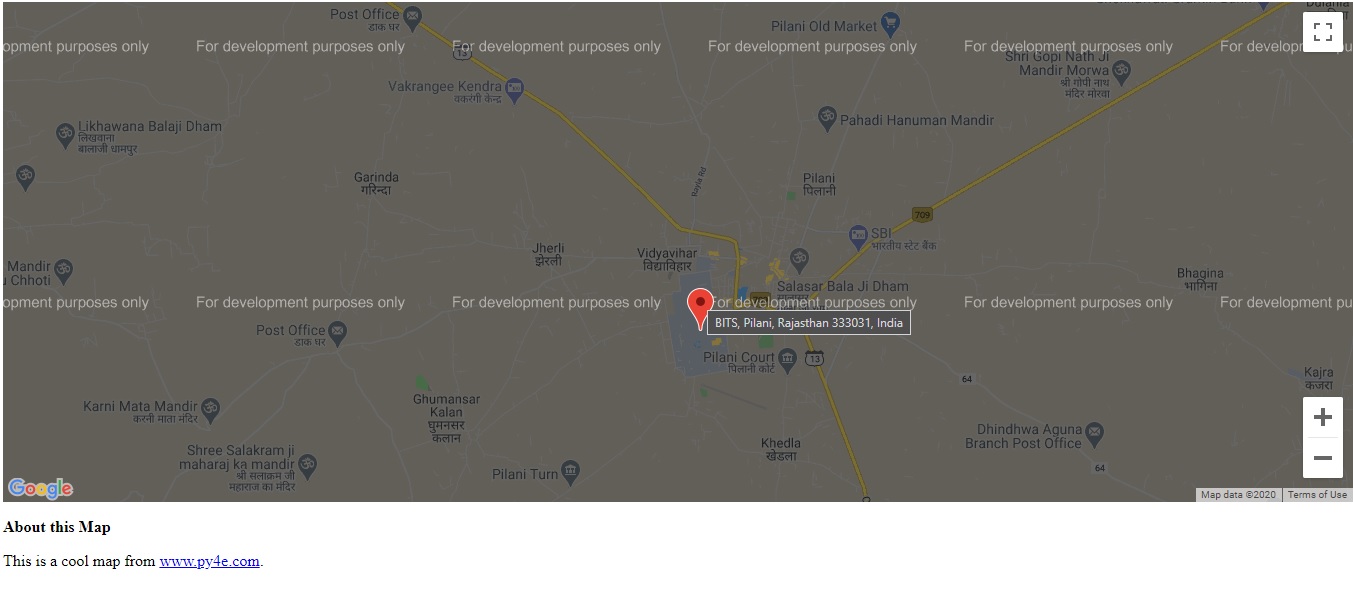 Post Office
डाक घर
13
Pilani Old Market
opment purposes only
For development purposes only
For development purposes only
For development purposes only
For development purposes only
For development pu
Shri Gopi Nath Ji
Mandir Morwa
श्री गोपी नाथ
मंदिर मोरवा
Vakrangee Kendra
वकरंगी केन्द्र
Pahadi Hanuman Mandir
Likhawana Balaji Dham
लिखवाना
बालाजी धामपुर
Garinda
गरिन्दा
Rayla Rd
Pilani
पिलानी
709
SBI
भारतीय स्टेट बैंक
Jherli
झेरली
Vidyavihar
विद्याविहार
Mandir
u Chhoti
Bhagina
भागिना
Salasar Bala Ji Dham
opment purposes only
For development purposes only
For development purposes only
For development purposes only
For development purposes only
For development pu
BITS, Pilani, Rajasthan 333031, India
Post Office
डाक घर
Pilani Court
पिलानी कोर्ट
13
64
Kajra
कजरा
Ghumansar
Kalan
घुमनसर
कलान
Karni Mata Mandir
करनी माता मंदिर
Dhindhwa Aguna
Branch Post Office
Khedla
खेडला
Shree Salakram ji
maharaj ka mandir
श्री सलाक्रम जी
महाराज का मंदिर
Pilani Turn
64
Google
Map data ©2020
Terms of Use
About this Map
This is a cool map from www.py4e.com.